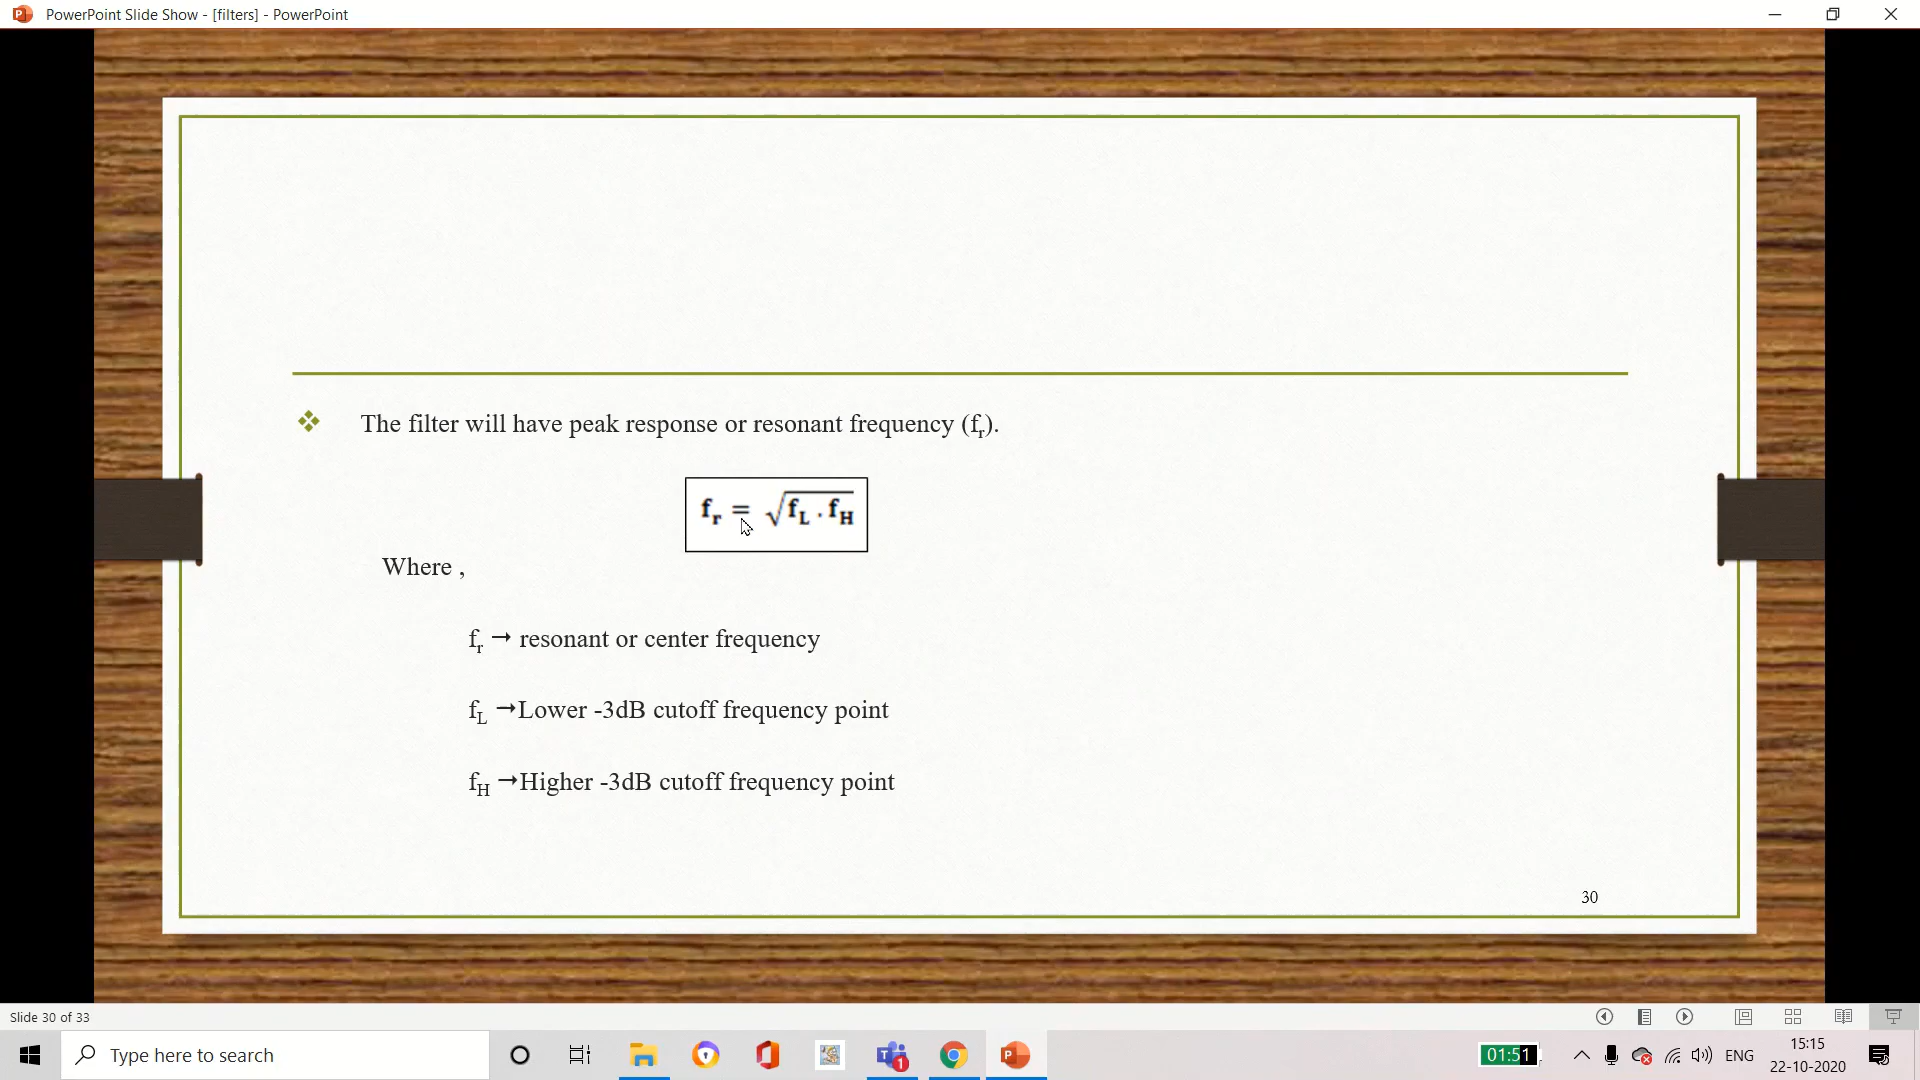 PowerPoint Slide Show - [filters] - PowerPoint
The filter will have peak response or resonant frequency (fr).
fr = √fL . fH
Where ,
fr → resonant or center frequency
fL →Lower -3dB cutoff frequency point
fH →Higher -3dB cutoff frequency point
30
Slide 30 of 33
Type here to search
1
01:51
ENG
15:15
22-10-2020